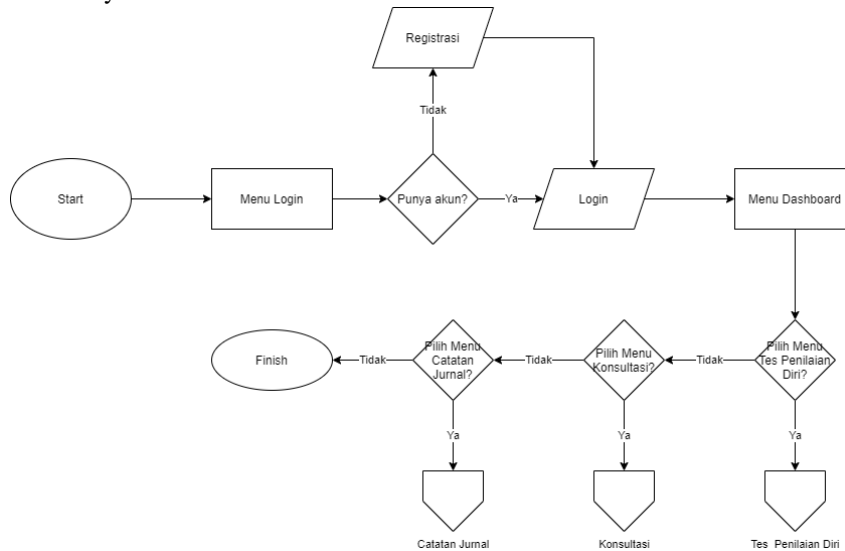 Registrasi
Tidak
Start
Menu Login
Punya akun?
Ya
Login
Menu Dashboard
Finish
Tidak
Pilih Menu
Catatan
Jurnal?
Tidak
Pilih Menu
Konsultasi?
Tidak
Pilih Menu
Tes Penilaian
Diri?
Ya
Ya
Ya
Catatan Jurnal
Konsultasi
Tes Penilaian Diri